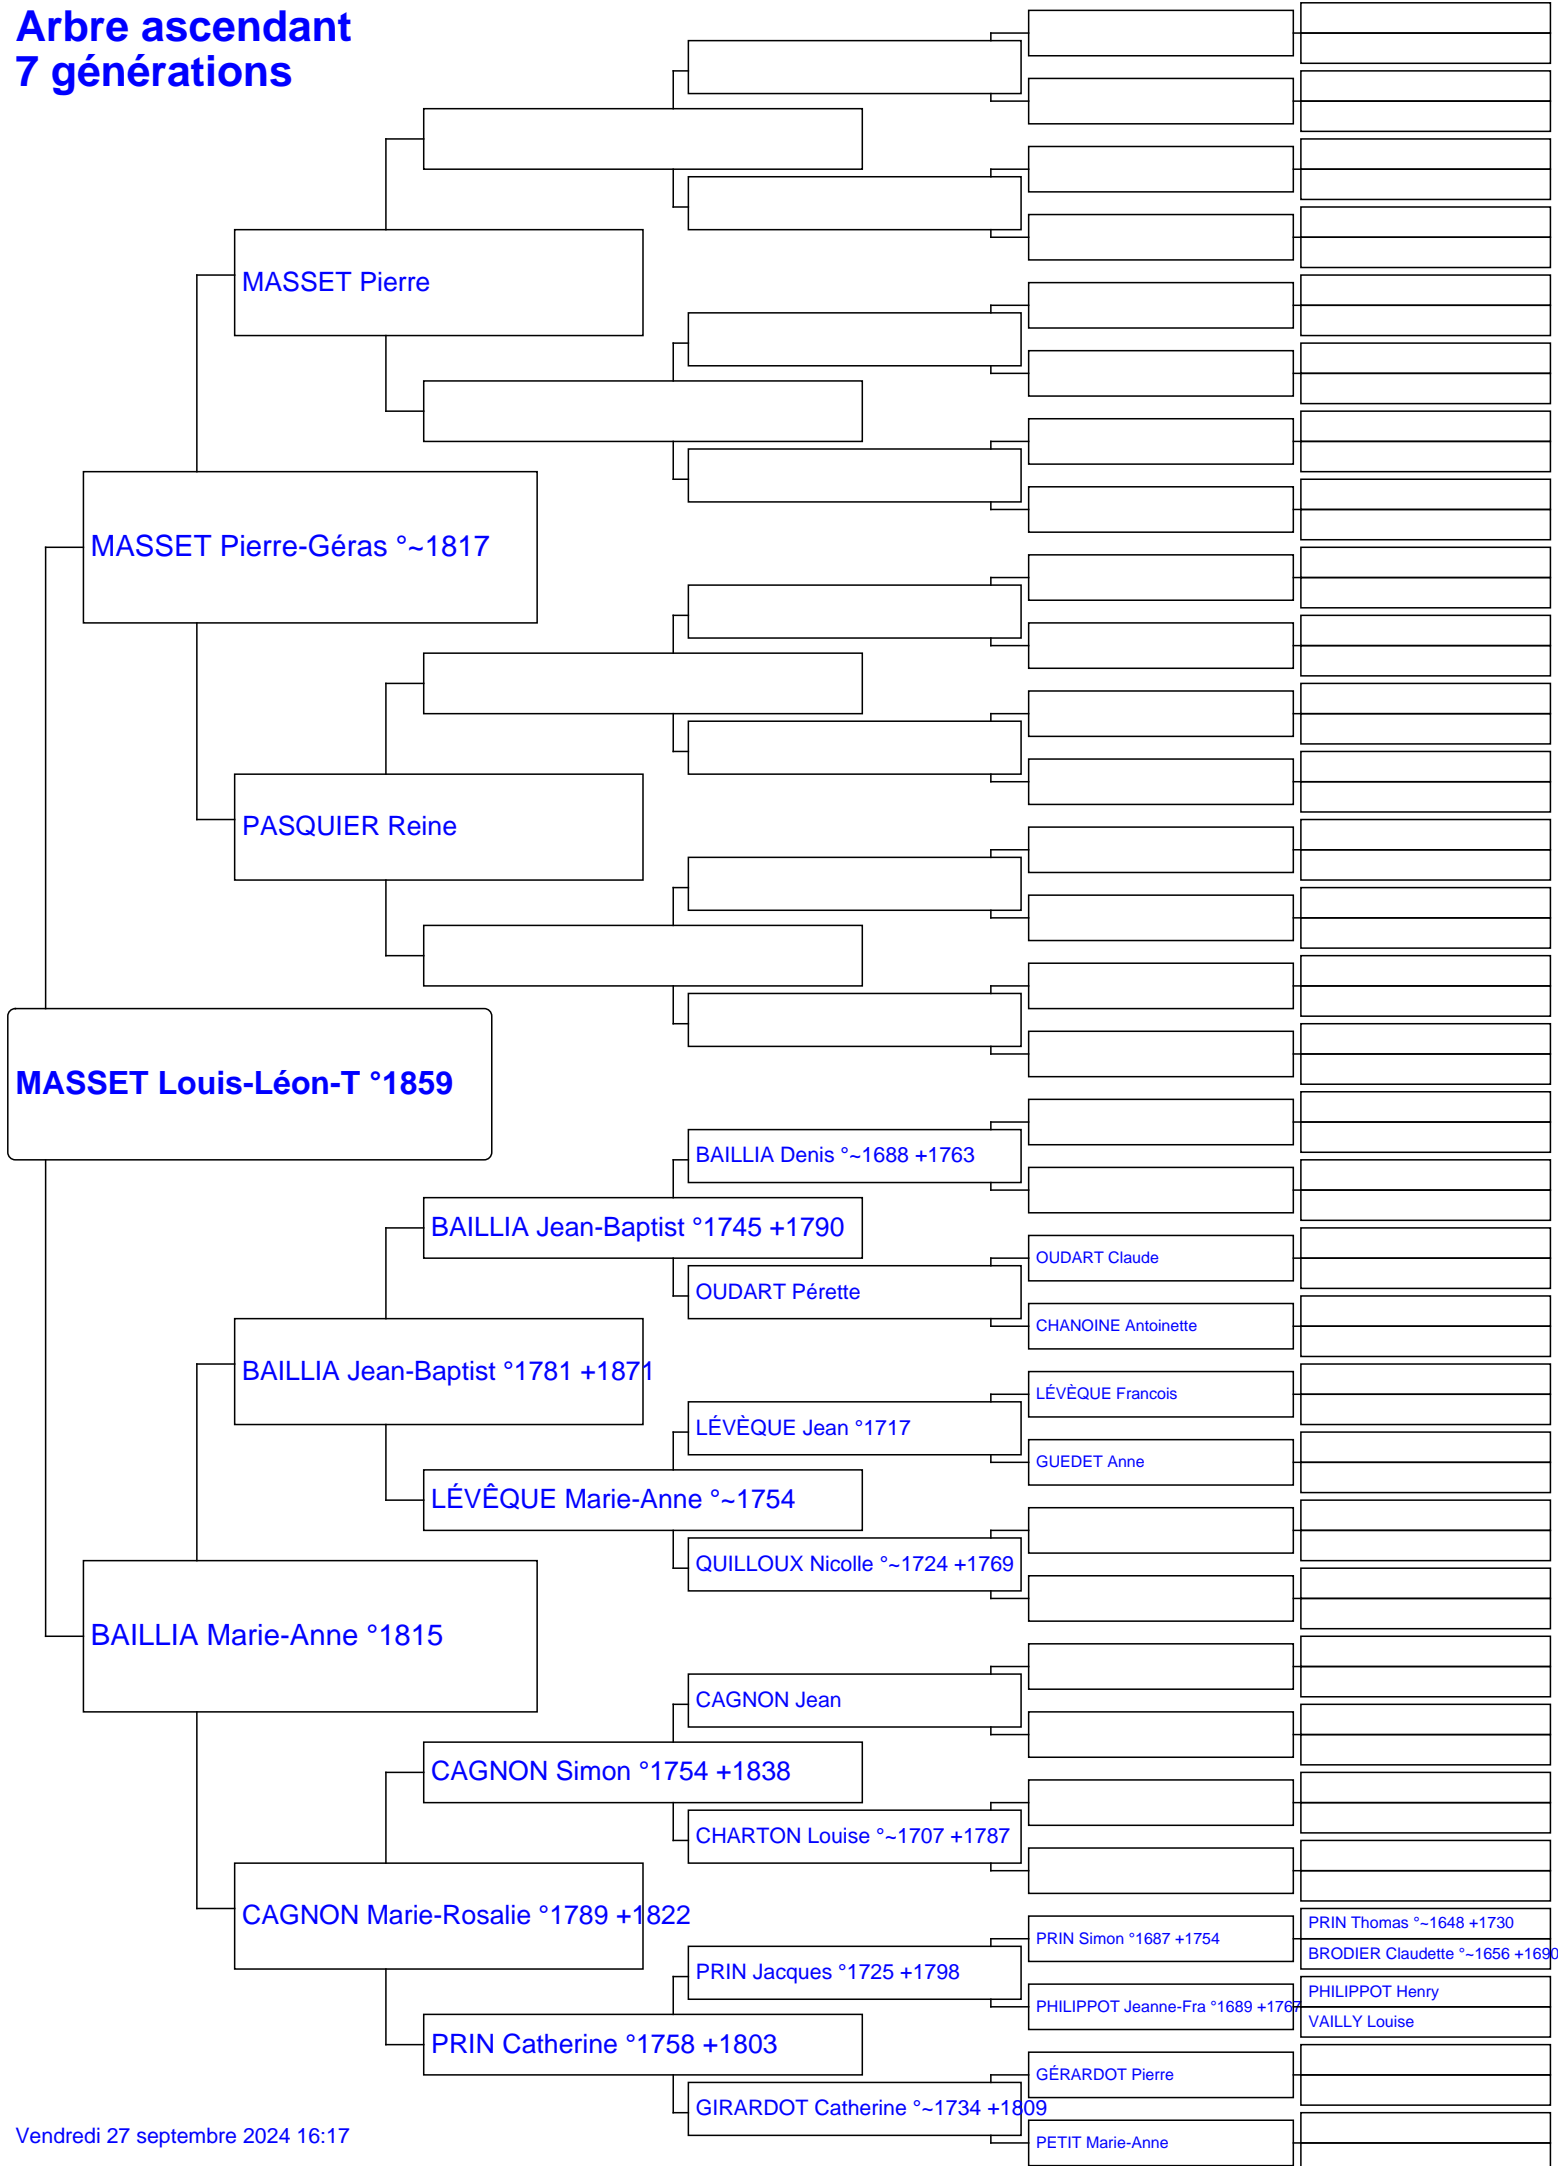 Arbre ascendant
7 générations
MASSET Pierre
MASSET Pierre-Géras °~1817
PASQUIER Reine
MASSET Louis-Léon-T °1859
BAILLIA Denis °~1688 +1763
BAILLIA Jean-Baptist °1745 +1790
OUDART Claude
OUDART Pérette
CHANOINE Antoinette
BAILLIA Jean-Baptist °1781 +1871
LÉVÈQUE Francois
LÉVÈQUE Jean °1717
GUEDET Anne
LÉVÊQUE Marie-Anne °~1754
QUILLOUX Nicolle °~1724 +1769
BAILLIA Marie-Anne °1815
CAGNON Jean
CAGNON Simon °1754 +1838
CHARTON Louise °~1707 +1787
CAGNON Marie-Rosalie °1789 +1822
PRIN Thomas °~1648 +1730
PRIN Simon °1687 +1754
BRODIER Claudette °~1656 +1690
PRIN Jacques °1725 +1798
PHILIPPOT Henry
PHILIPPOT Jeanne-Fra °1689 +1767
VAILLY Louise
PRIN Catherine °1758 +1803
GÉRARDOT Pierre
GIRARDOT Catherine °~1734 +1809
PETIT Marie-Anne
Vendredi 27 septembre 2024 16:17